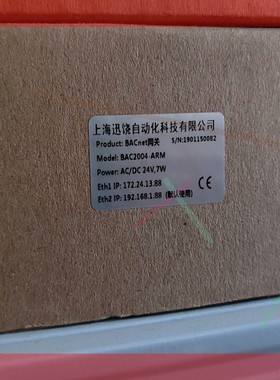 上海迅饶自动化科技有限公司
Product: BACnet网关 S/N:1901150082
Model: BAC2004-ARM
Power: AC/DC 24V,7W
Eth1 IP: 172.24.13.88
Eth2 IP: 192.168.1.88 (默认使用) CE